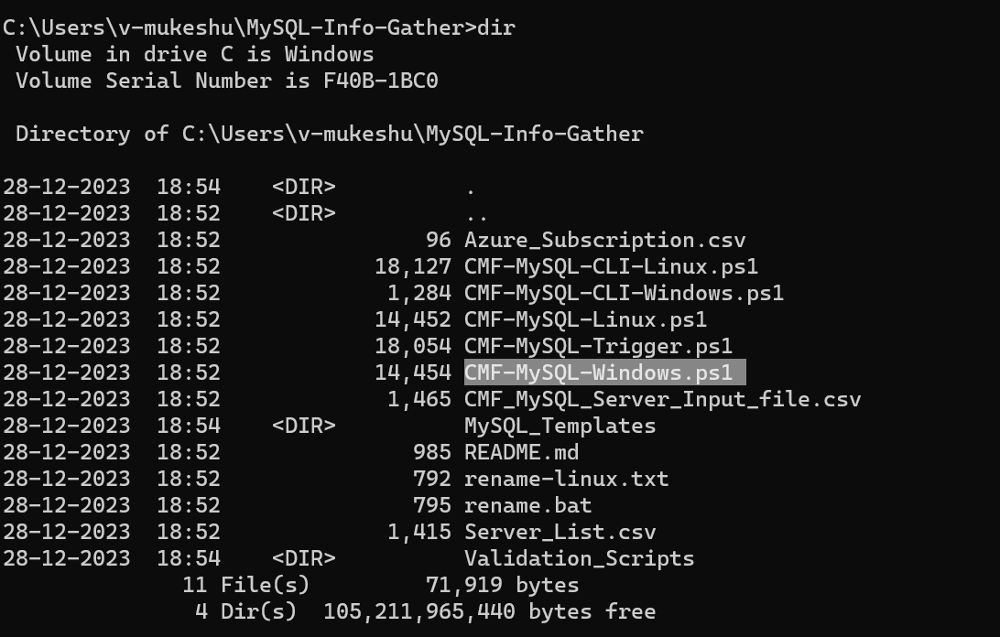 C:\Users\v-mukeshu\MySQL-Info-Gather>dir
 Volume in drive C is Windows
 Volume Serial Number is F40B-1BC0

 Directory of C:\Users\v-mukeshu\MySQL-Info-Gather

28-12-2023  18:54    <DIR>          .
28-12-2023  18:52    <DIR>          ..
28-12-2023  18:52                96 Azure_Subscription.csv
28-12-2023  18:52            18,127 CMF-MySQL-CLI-Linux.ps1
28-12-2023  18:52             1,284 CMF-MySQL-CLI-Windows.ps1
28-12-2023  18:52            14,452 CMF-MySQL-Linux.ps1
28-12-2023  18:52            18,054 CMF-MySQL-Trigger.ps1
28-12-2023  18:52            14,454 CMF-MySQL-Windows.ps1
28-12-2023  18:52             1,465 CMF_MySQL_Server_Input_file.csv
28-12-2023  18:54    <DIR>          MySQL_Templates
28-12-2023  18:52               985 README.md
28-12-2023  18:52               792 rename-linux.txt
28-12-2023  18:52               795 rename.bat
28-12-2023  18:52             1,415 Server_List.csv
28-12-2023  18:54    <DIR>          Validation_Scripts
              11 File(s)         71,919 bytes
               4 Dir(s)  105,211,965,440 bytes free